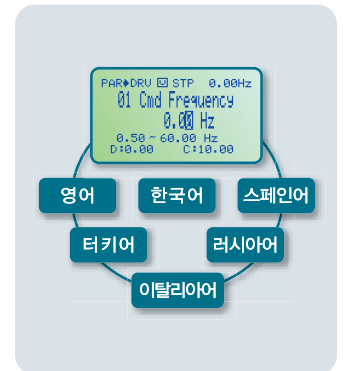 PAR➧DRV 🅄 STP 0.00Hz
01 Cmd Frequency
0.00 Hz
0.50 ~ 60.00 Hz
D:0.00 C:10.00
영어 한국어 스페인어
터키어 러시아어
이탈리아어